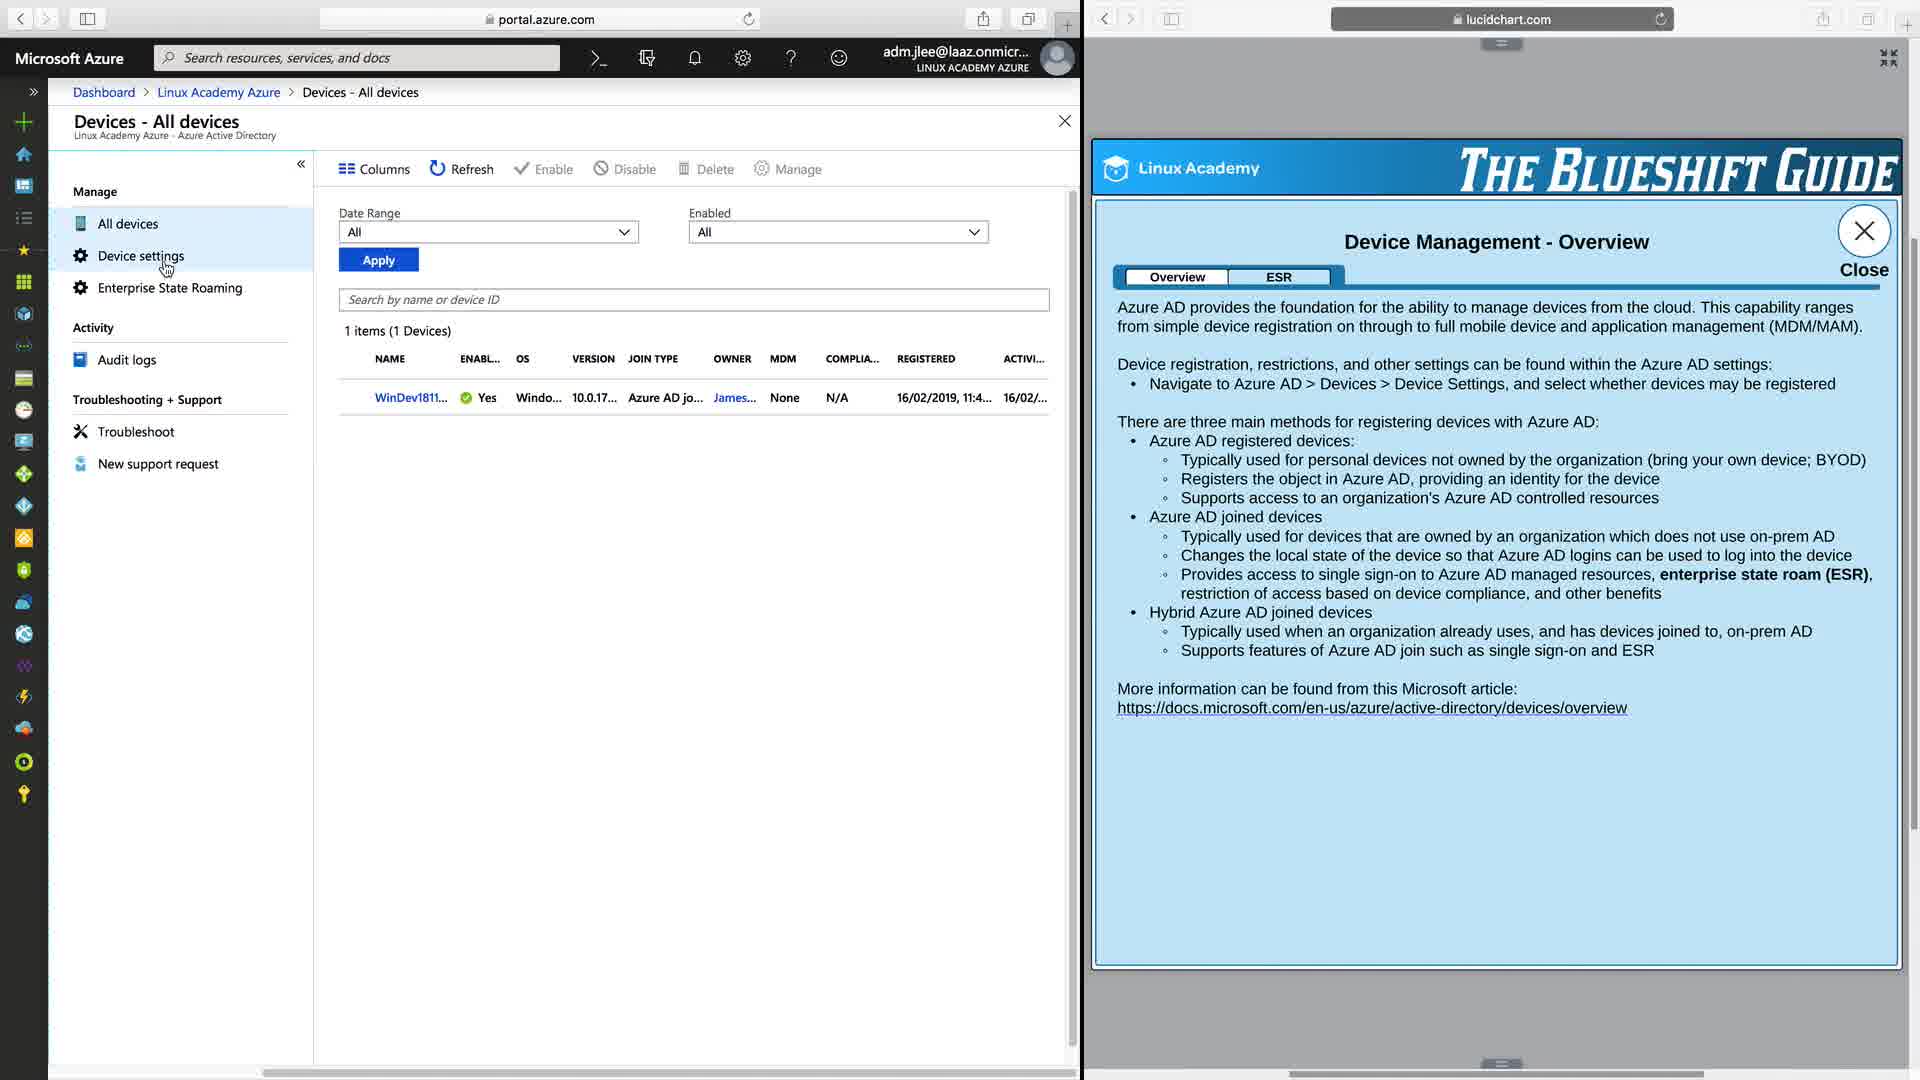 portal.azure.com
Microsoft Azure
Search resources, services, and docs
adm.jlee@laaz.onmicr...
LINUX ACADEMY AZURE
Dashboard > Linux Academy Azure > Devices - All devices
Devices - All devices
Linux Academy Azure - Azure Active Directory
Manage
All devices
Device settings
Enterprise State Roaming
Activity
Audit logs
Troubleshooting + Support
Troubleshoot
New support request
Columns Refresh Enable Disable Delete Manage
Date Range Enabled
All All
Apply
Search by name or device ID
1 items (1 Devices)
NAME ENABL... OS VERSION JOIN TYPE OWNER MDM COMPLIA... REGISTERED ACTIVI...
WinDev1811... Yes Windo... 10.0.17... Azure AD jo... James... None N/A 16/02/2019, 11:4... 16/02/...
lucidchart.com
Linux Academy
THE BLUESHIFT GUIDE
Device Management - Overview
Close
Overview ESR
Azure AD provides the foundation for the ability to manage devices from the cloud. This capability ranges
from simple device registration on through to full mobile device and application management (MDM/MAM).
Device registration, restrictions, and other settings can be found within the Azure AD settings:
• Navigate to Azure AD > Devices > Device Settings, and select whether devices may be registered
There are three main methods for registering devices with Azure AD:
• Azure AD registered devices:
◦ Typically used for personal devices not owned by the organization (bring your own device; BYOD)
◦ Registers the object in Azure AD, providing an identity for the device
◦ Supports access to an organization's Azure AD controlled resources
• Azure AD joined devices
◦ Typically used for devices that are owned by an organization which does not use on-prem AD
◦ Changes the local state of the device so that Azure AD logins can be used to log into the device
◦ Provides access to single sign-on to Azure AD managed resources, enterprise state roam (ESR),
restriction of access based on device compliance, and other benefits
• Hybrid Azure AD joined devices
◦ Typically used when an organization already uses, and has devices joined to, on-prem AD
◦ Supports features of Azure AD join such as single sign-on and ESR
More information can be found from this Microsoft article:
https://docs.microsoft.com/en-us/azure/active-directory/devices/overview